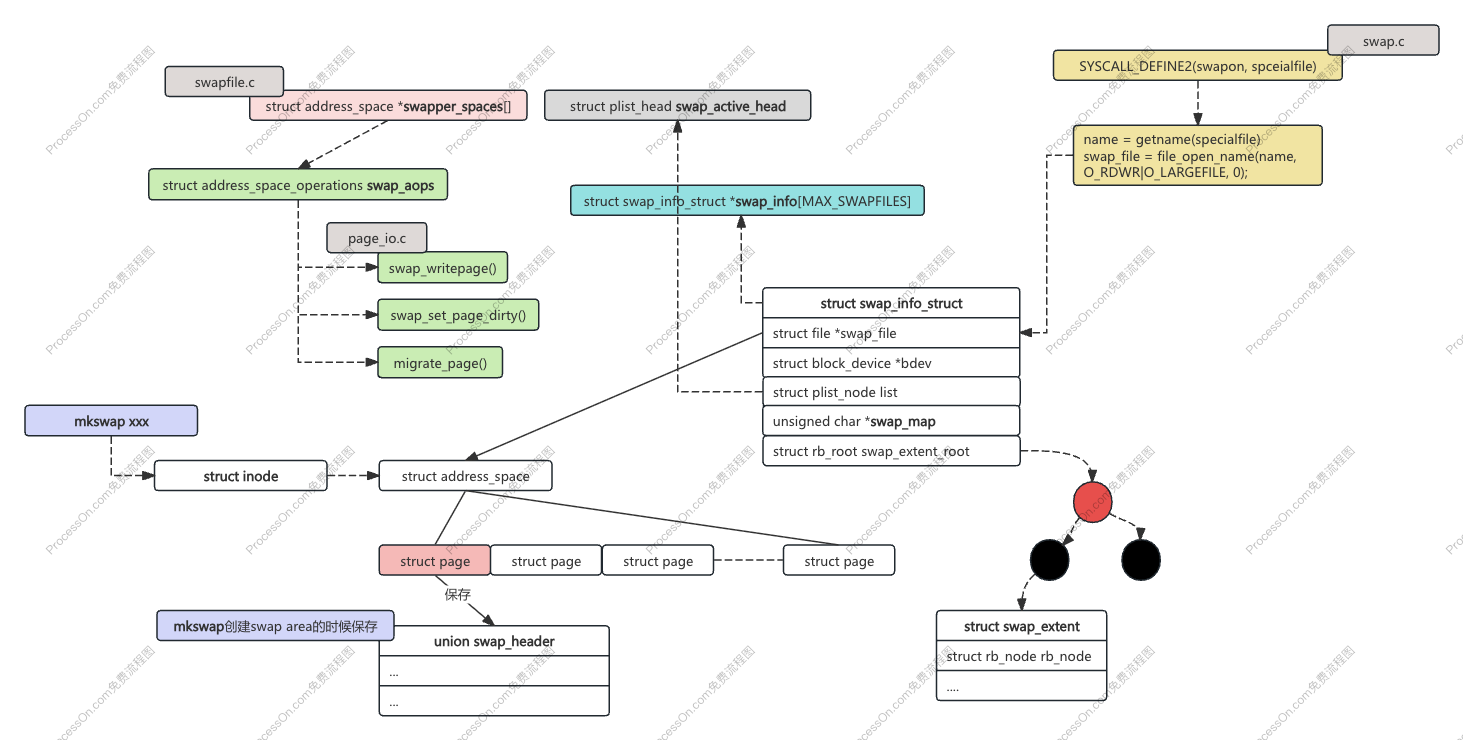 swap.c
SYSCALL_DEFINE2(swapon, spceialfile)
swapfile.c
struct address_space *swapper_spaces[]
struct plist_head swap_active_head
name = getname(specialfile)
swap_file = file_open_name(name,
O_RDWR|O_LARGEFILE, 0);
struct address_space_operations swap_aops
struct swap_info_struct *swap_info[MAX_SWAPFILES]
page_io.c
swap_writepage()
swap_set_page_dirty()
migrate_page()
struct swap_info_struct
struct file *swap_file
struct block_device *bdev
struct plist_node list
unsigned char *swap_map
struct rb_root swap_extent_root
mkswap xxx
struct inode
struct address_space
struct page
struct page
struct page
struct page
保存
mkswap创建swap area的时候保存
union swap_header
...
...
struct swap_extent
struct rb_node rb_node
....
ProcessOn.com免费流程图